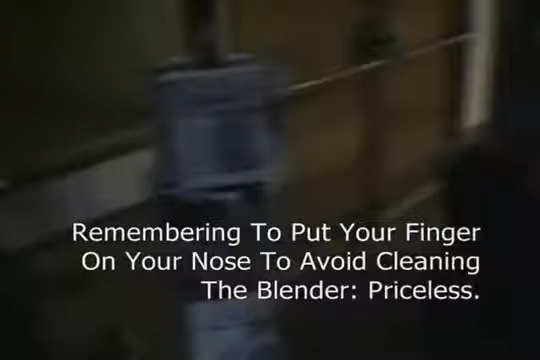 Remembering To Put Your Finger
On Your Nose To Avoid Cleaning
The Blender: Priceless.